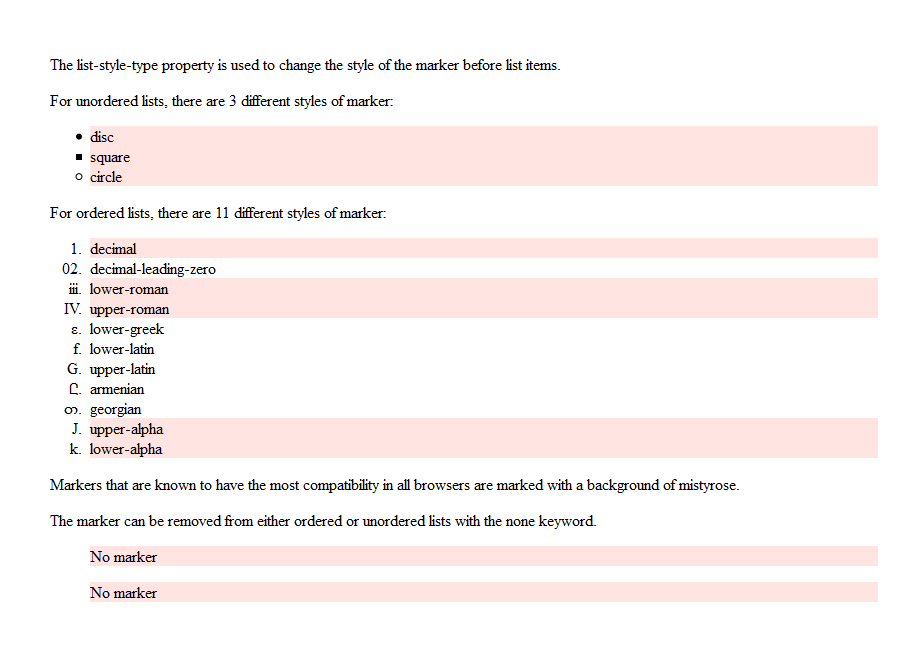 The list-style-type property is used to change the style of the marker before list items.
For unordered lists, there are 3 different styles of marker:
• disc
▪ square
○ circle
For ordered lists, there are 11 different styles of marker:
1. decimal
02. decimal-leading-zero
iii. lower-roman
IV. upper-roman
ε. lower-greek
f. lower-latin
G. upper-latin
Ը. armenian
თ. georgian
J. upper-alpha
k. lower-alpha
Markers that are known to have the most compatibility in all browsers are marked with a background of mistyrose.
The marker can be removed from either ordered or unordered lists with the none keyword.
No marker
No marker